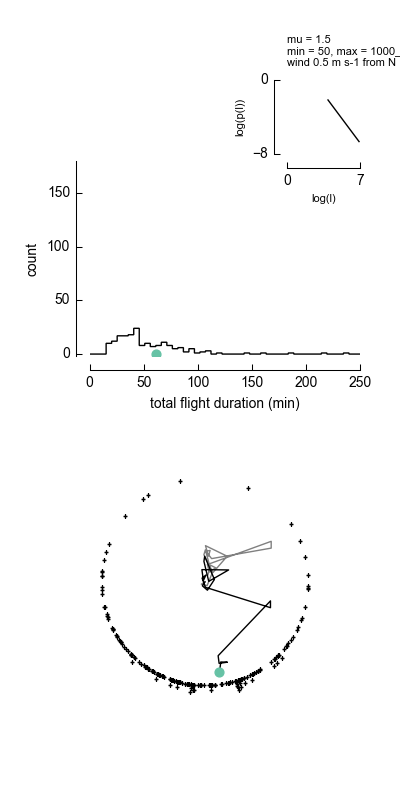 mu = 1.5
min = 50, max = 1000_
wind 0.5 m s-1 from N
0
log(p(l))
−8
0
7
log(l)
150
100
50
0
count
0
50
100
150
200
250
total flight duration (min)